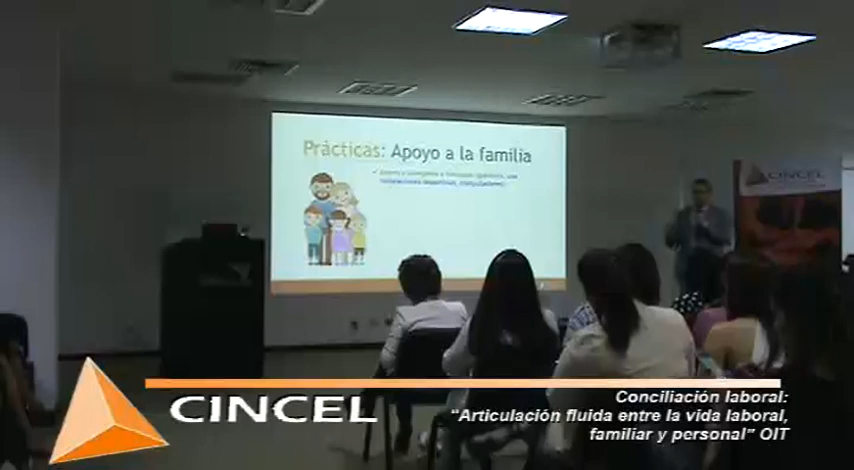 Prácticas: Apoyo a la familia
CINCEL
CINCEL
Conciliación laboral:
"Articulación fluida entre la vida laboral,
familiar y personal" OIT